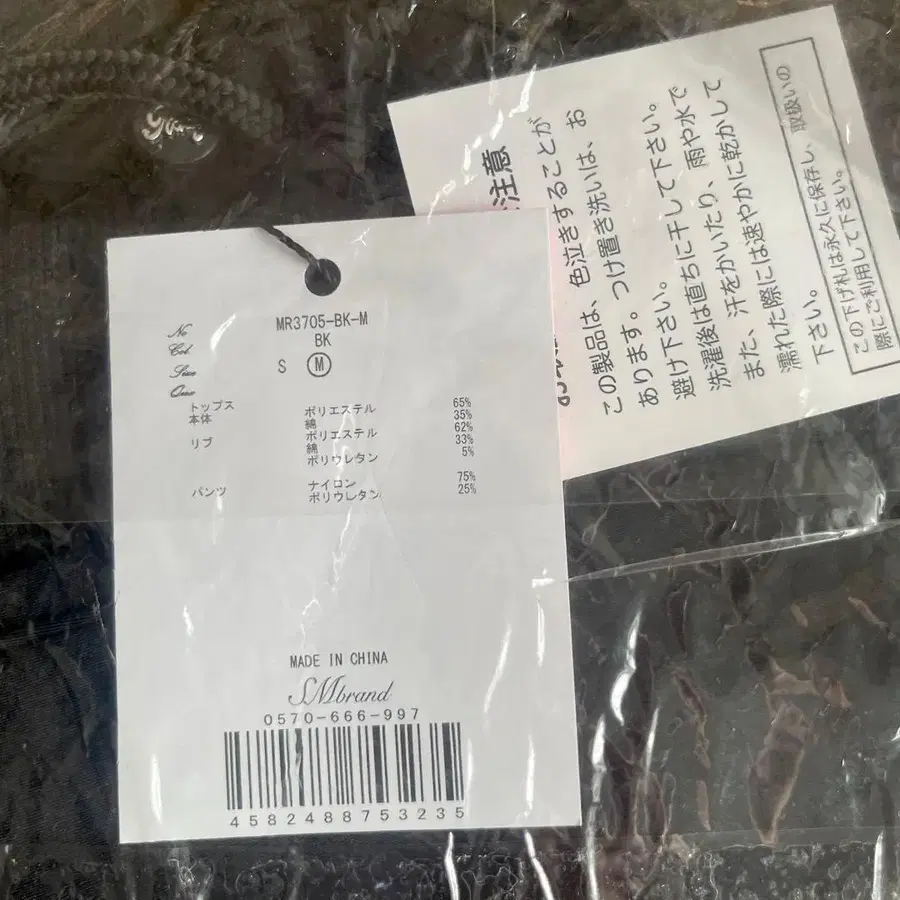 No MR3705-BK-M
Col BK
Size S M
トップス
本体 ポリエステル 65%
綿 35%
リブ ポリエステル 62%
綿 33%
ポリウレタン 5%
パンツ ナイロン 75%
ポリウレタン 25%
MADE IN CHINA
SMbrand
0570-666-997
4582488753235
注意
この製品は、色泣きすることが
あります。つけ置き洗いは、お
避け下さい。
洗濯後は直ちに干して下さい。
また、汗をかいたり、雨や水で
濡れた際には速やかに乾かして
下さい。
この下げ札は永久に保存し、取扱いの
際にご利用して下さい。